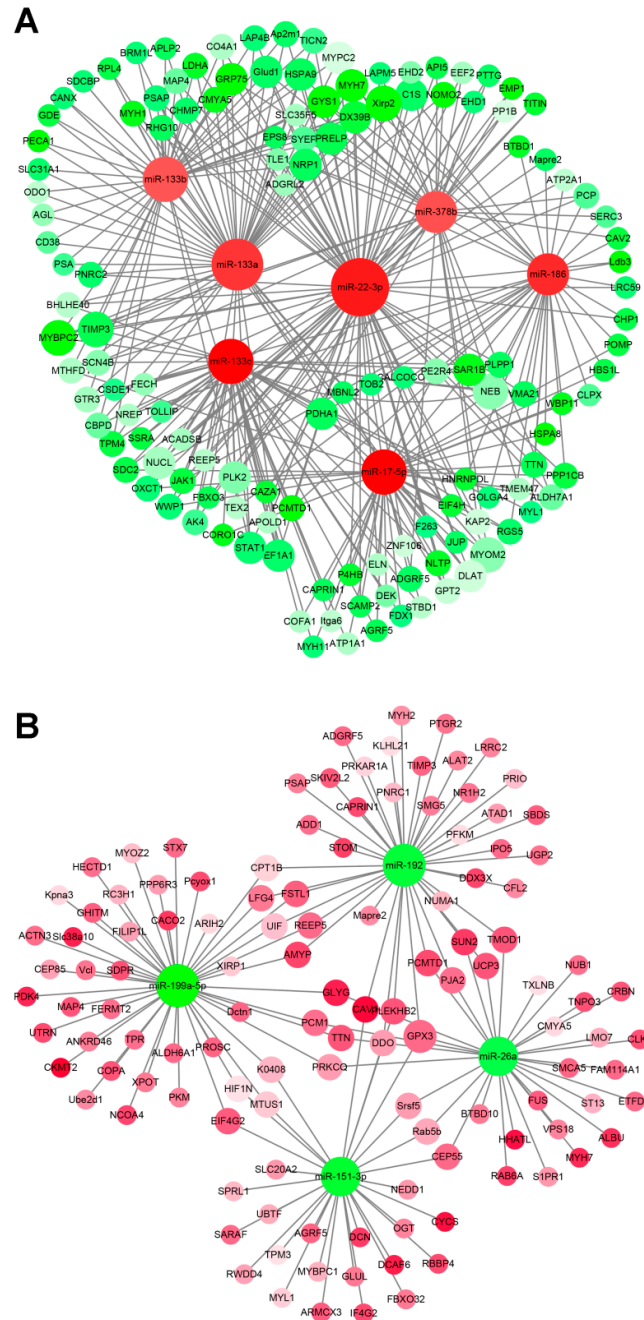 A
LAP4B
Ap2m1
TICN2
BRM1L
APLP2
CO4A1
MYPC2
RPL4
LDHA
GRP75
Glud1
HSPA9
LAPM5
EHD2
API5
SDCBP
MAP4
MYH7
EEF2
PTTG
CANX
PSAP
CMYA5
SLC35F5
GYS1
Xirp2
C1S
NOMO2
EHD1
EMP1
GDE
MYH1
CHMP7
DX39B
PP1B
TITIN
RHG10
EPS8
PRELP
PECA1
TLE1
NRP1
BTBD1
SLC31A1
miR-133b
ADGRL2
miR-378b
Mapre2
ODO1
ATP2A1
PCP
AGL
SERC3
CD38
CAV2
PSA
PNRC2
miR-133a
miR-22-3p
miR-186
Ldb3
LRC59
BHLHE40
CHP1
MYBPC2
TIMP3
POMP
SCN4B
miR-133c
PE2R4
SAR1B
PLPP1
HBS1L
GTR3
CSDE1
FECH
TOB2
NEB
VMA21
CLPX
CBPD
NREP
TOLLIP
PDHA1
MBNL2
WBP11
TPM4
SSRA
ACADSB
HSPA8
SDC2
NUCL
REEP5
miR-17-5p
TTN
PPP1CB
OXCT1
JAK1
PLK2
HNRNPDL
TMEM47
ALDH7A1
WWP1
FBXO3
TEX2
CAZA1
PCMTD1
EIF4H
GOLGA4
MYL1
AK4
APOLD1
F263
KAP2
RGS5
CORO1C
STAT1
EF1A1
ZNF106
JUP
MYOM2
P4HB
ELN
ADGRF5
NLTP
DLAT
CAPRIN1
DEK
GPT2
COFA1
Itga6
SCAMP2
STBD1
FDX1
MYH11
ATP1A1
AGRF5
B
MYH2
PTGR2
ADGRF5
KLHL21
LRRC2
PRKAR1A
TIMP3
ALAT2
PSAP
SKIV2L2
PNRC1
NR1H2
PRIO
CAPRIN1
SMG5
ATAD1
SBDS
ADD1
PFKM
STX7
STOM
IPO5
UGP2
MYOZ2
miR-192
HECTD1
PPP6R3
Pcyox1
CPT1B
DDX3X
CFL2
Kpna3
RC3H1
LFG4
FSTL1
NUMA1
GHITM
CACO2
ARIH2
UIF
REEP5
Mapre2
ACTN3
Slc38a10
FILIP1L
SUN2
TMOD1
CEP85
Vcl
SDPR
XIRP1
AMYP
PCMTD1
UCP3
NUB1
PDK4
miR-199a-5p
GLYG
PJA2
TXLNB
TNPO3
CRBN
MAP4
FERMT2
Dctn1
PCM1
PLEKHB2
CMYA5
UTRN
TPR
TTN
GPX3
LMO7
ANKRD46
PROSC
DDO
miR-26a
CKMT2
COPA
ALDH6A1
PRKCQ
SMCA5
FAM114A1
Ube2d1
XPOT
K0408
ST13
ETFD
NCOA4
PKM
HIF1N
MTUS1
Srsf5
BTBD10
FUS
VPS18
ALBU
EIF4G2
Rab5b
HHATL
MYH7
CEP55
RAB6A
S1PR1
SLC20A2
miR-151-3p
SPRL1
NEDD1
UBTF
CYCS
SARAF
AGRF5
DCN
OGT
TPM3
RBBP4
RWDD4
MYBPC1
GLUL
DCAF6
MYL1
FBXO32
ARMCX3
IF4G2